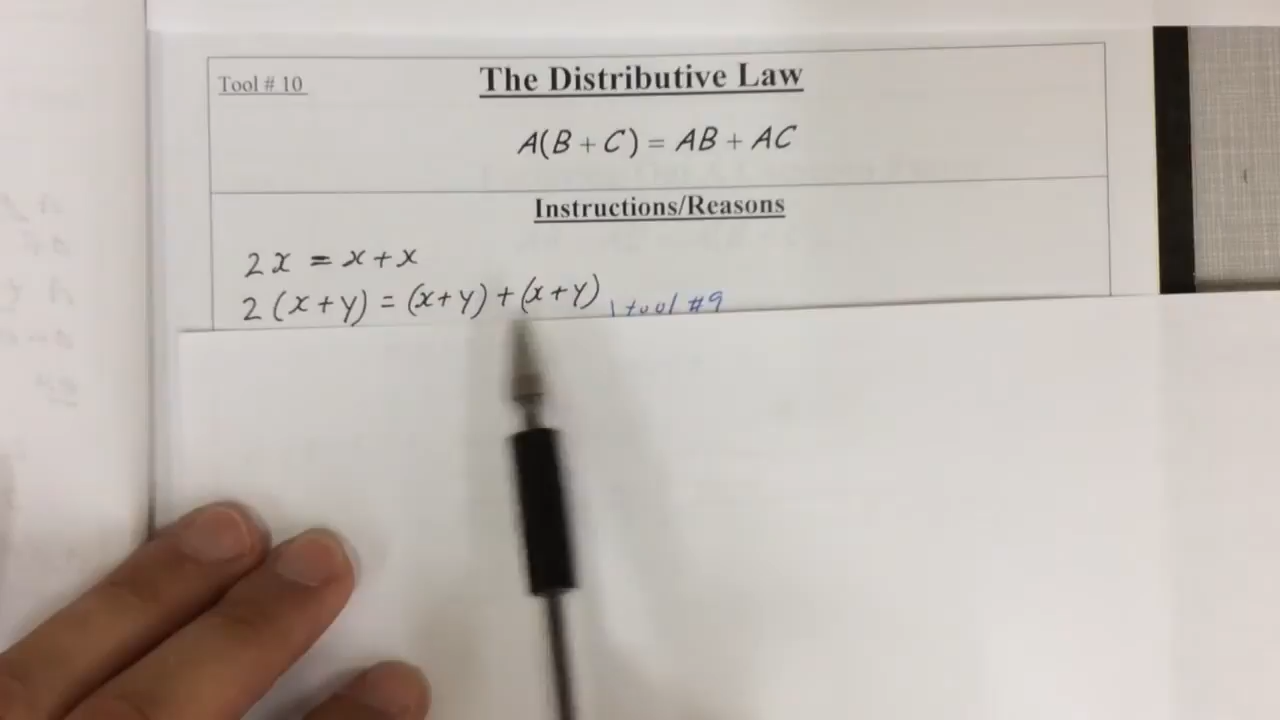 Tool # 10
The Distributive Law
A(B + C) = AB + AC
Instructions/Reasons
2x = x + x
2(x+y) = (x+y) + (x+y)
tool #9